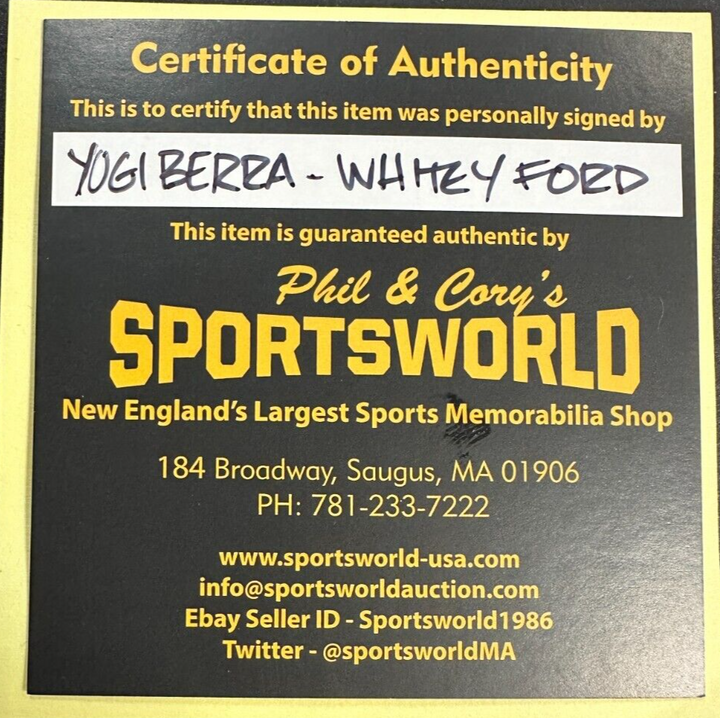 Certificate of Authenticity
This is to certify that this item was personally signed by
YOGI BERRA - WHITEY FORD
This item is guaranteed authentic by
Phil & Cory's
SPORTSWORLD
New England's Largest Sports Memorabilia Shop
184 Broadway, Saugus, MA 01906
PH: 781-233-7222
www.sportsworld-usa.com
info@sportsworldauction.com
Ebay Seller ID - Sportsworld1986
Twitter - @sportsworldMA